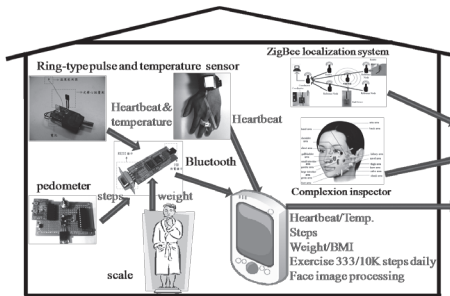 ZigBee localization system
Ring-type pulse and temperature sensor
Heartbeat &
temperature
Heartbeat
Bluetooth
Complexion inspector
pedometer
steps
weight
scale
Heartbeat/Temp.
Steps
Weight/BMI
Exercise 333/10K steps daily
Face image processing